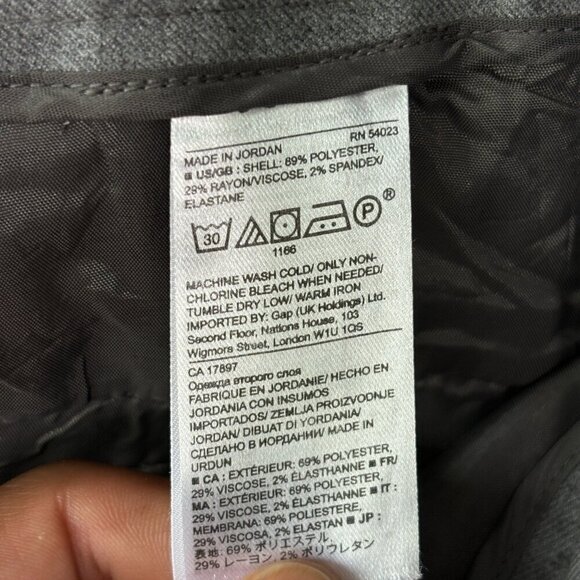 MADE IN JORDAN RN 54023
■ US/GB : SHELL: 69% POLYESTER,
29% RAYON/VISCOSE, 2% SPANDEX/
ELASTANE
30 P ®
1166
MACHINE WASH COLD/ ONLY NON-
CHLORINE BLEACH WHEN NEEDED/
TUMBLE DRY LOW/ WARM IRON
IMPORTED BY: Gap (UK Holdings) Ltd.
Second Floor, Nations House, 103
Wigmore Street, London W1U 1QS
CA 17897
Одежда второго слоя
FABRIQUÉ EN JORDANIE/ HECHO EN
JORDANIA CON INSUMOS
IMPORTADOS/ ZEMLJA PROIZVODNJE
JORDAN/ DIBUAT DI YORDANIA/
СДЕЛАНО В ИОРДАНИИ/ MADE IN
URDUN
■ CA : EXTÉRIEUR: 69% POLYESTER,
29% VISCOSE, 2% ÉLASTHANNE ■ FR/
MA : EXTÉRIEUR: 69% POLYESTER,
29% VISCOSE, 2% ÉLASTHANNE ■ IT :
MEMBRANA: 69% POLIESTERE,
29% VISCOSA, 2% ELASTAN ■ JP :
表地: 69% ポリエステル,
29% レーヨン, 2% ポリウレタン